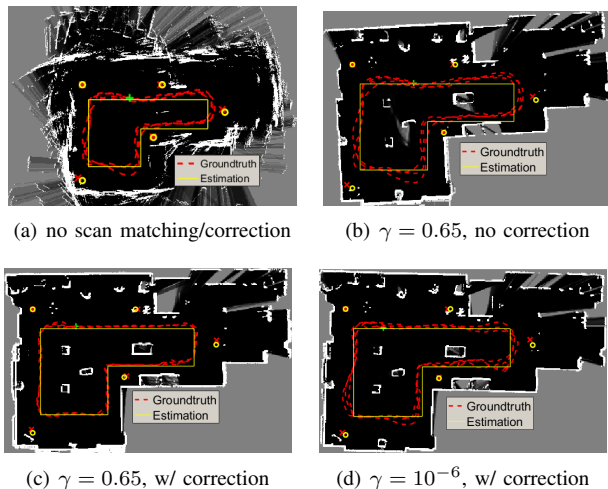 Groundtruth
Estimation
(a) no scan matching/correction
Groundtruth
Estimation
(b) γ = 0.65, no correction
Groundtruth
Estimation
(c) γ = 0.65, w/ correction
Groundtruth
Estimation
(d) γ = 10⁻⁶, w/ correction